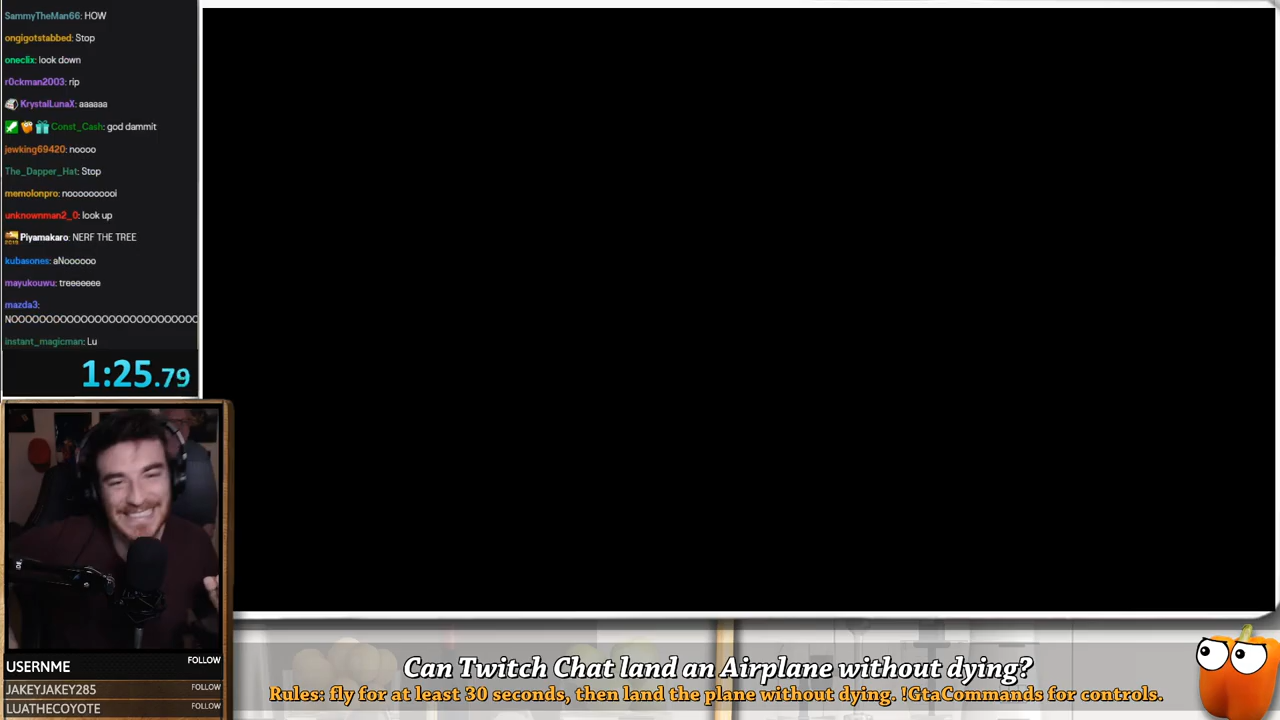 SammyTheMan66: HOW
ongigotstabbed: Stop
oneclix: look down
r0ckman2003: rip
KrystalLunaX: aaaaaa
Const_Cash: god dammit
jewking69420: noooo
The_Dapper_Hat: Stop
memolonpro: noooooooooi
unknownman2_0: look up
Piyamakaro: NERF THE TREE
kubasones: aNoooooo
mayukouwu: treeeeeee
mazda3:
NOOOOOOOOOOOOOOOOOOOOOOOOOO
instant_magicman: Lu
1:25.79
USERNME FOLLOW
JAKEYJAKEY285 FOLLOW
LUATHECOYOTE FOLLOW
Can Twitch Chat land an Airplane without dying?
Rules: fly for at least 30 seconds, then land the plane without dying. !GtaCommands for controls.